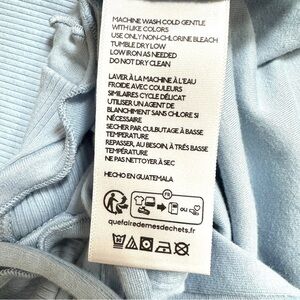 MACHINE WASH COLD GENTLE
WITH LIKE COLORS
USE ONLY NON-CHLORINE BLEACH
TUMBLE DRY LOW
LOW IRON AS NEEDED
DO NOT DRY CLEAN
LAVER À LA MACHINE À L'EAU
FROIDE AVEC COULEURS
SIMILAIRES CYCLE DÉLICAT
UTILISER UN AGENT DE
BLANCHIMENT SANS CHLORE SI
NÉCESSAIRE
SECHER PAR CULBUTAGE À BASSE
TEMPERATURE
REPASSER, AU BESOIN, À TRÈS BASSE
TEMPÉRATURE
NE PAS NETTOYER À SEC
HECHO EN GUATEMALA
FR
OU
quefairedemesdechets.fr